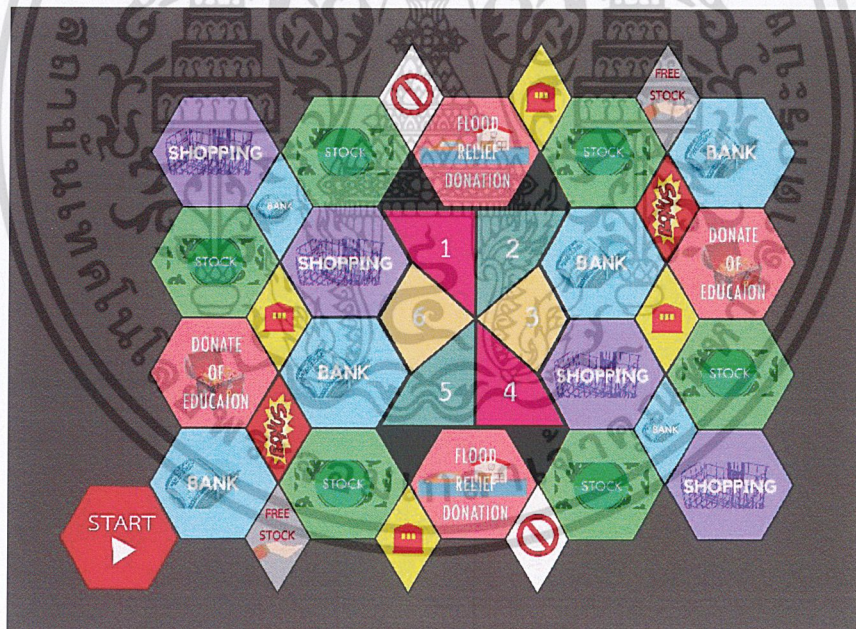 FREE
STOCK
SHOPPING
STOCK
FLOOD
RELIEF
DONATION
STOCK
BANK
BANK
BONUS
STOCK
SHOPPING
1
2
BANK
DONATE
OF
EDUCAION
6
3
DONATE
OF
EDUCAION
BANK
5
4
SHOPPING
STOCK
BONUS
BANK
BANK
STOCK
FLOOD
RELIEF
DONATION
STOCK
SHOPPING
START
FREE
STOCK